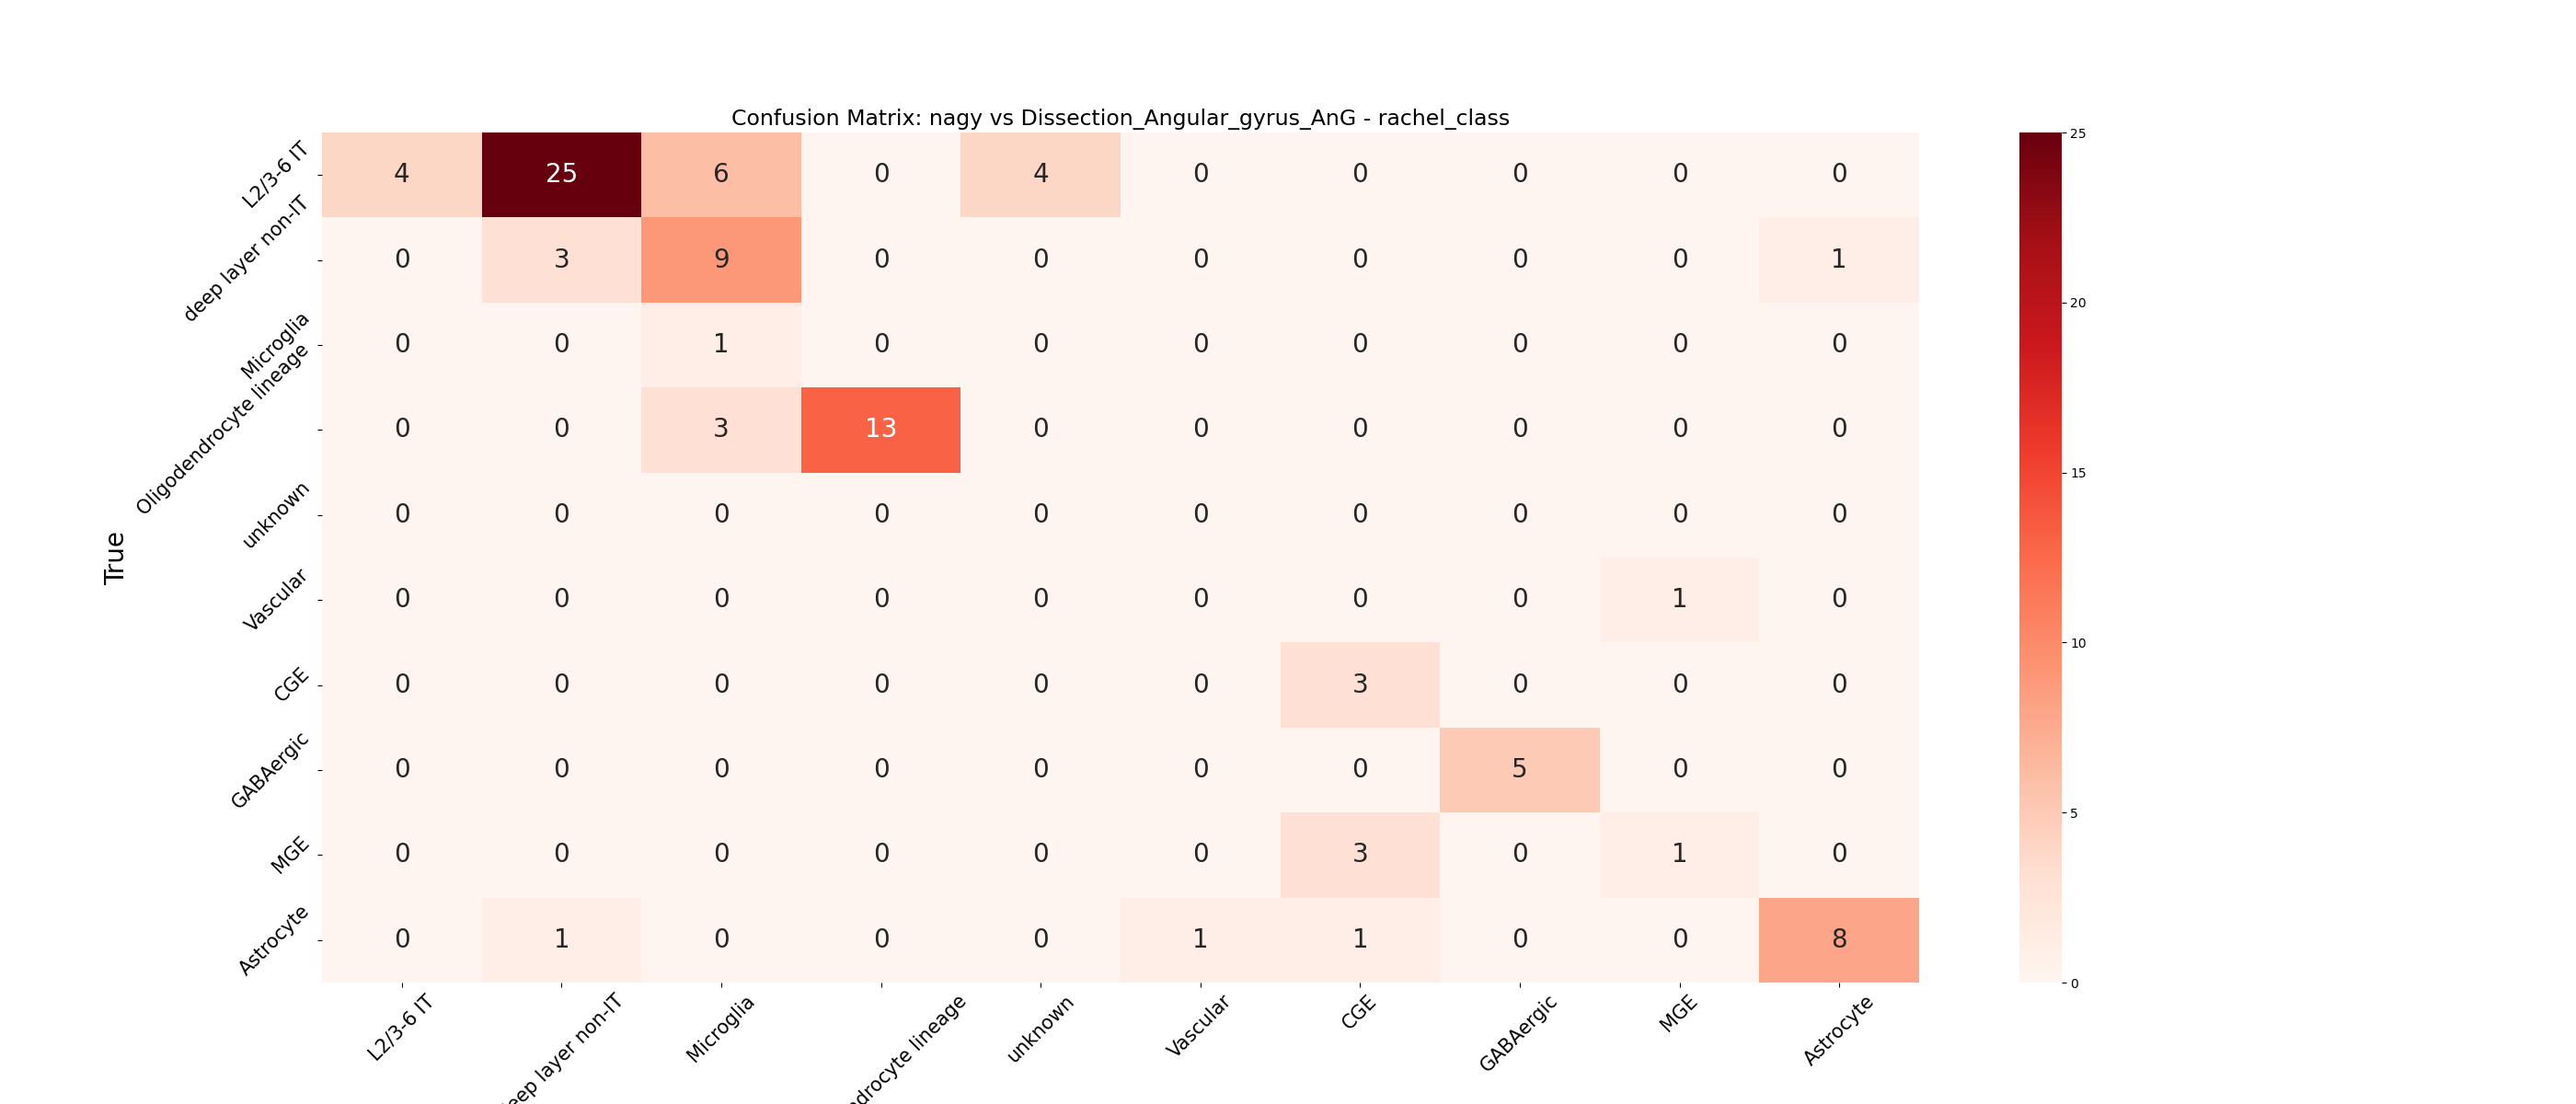 Confusion Matrix: nagy vs Dissection_Angular_gyrus_AnG - rachel_class
True
L2/3-6 IT 4 25 6 0 4 0 0 0 0 0
deep layer non-IT 0 3 9 0 0 0 0 0 0 1
Microglia 0 0 1 0 0 0 0 0 0 0
Oligodendrocyte lineage 0 0 3 13 0 0 0 0 0 0
unknown 0 0 0 0 0 0 0 0 0 0
Vascular 0 0 0 0 0 0 0 0 1 0
CGE 0 0 0 0 0 0 3 0 0 0
GABAergic 0 0 0 0 0 0 0 5 0 0
MGE 0 0 0 0 0 0 3 0 1 0
Astrocyte 0 1 0 0 0 1 1 0 0 8
L2/3-6 IT eep layer non-IT Microglia ndrocyte lineage unknown Vascular CGE GABAergic MGE Astrocyte
25
20
15
10
5
0